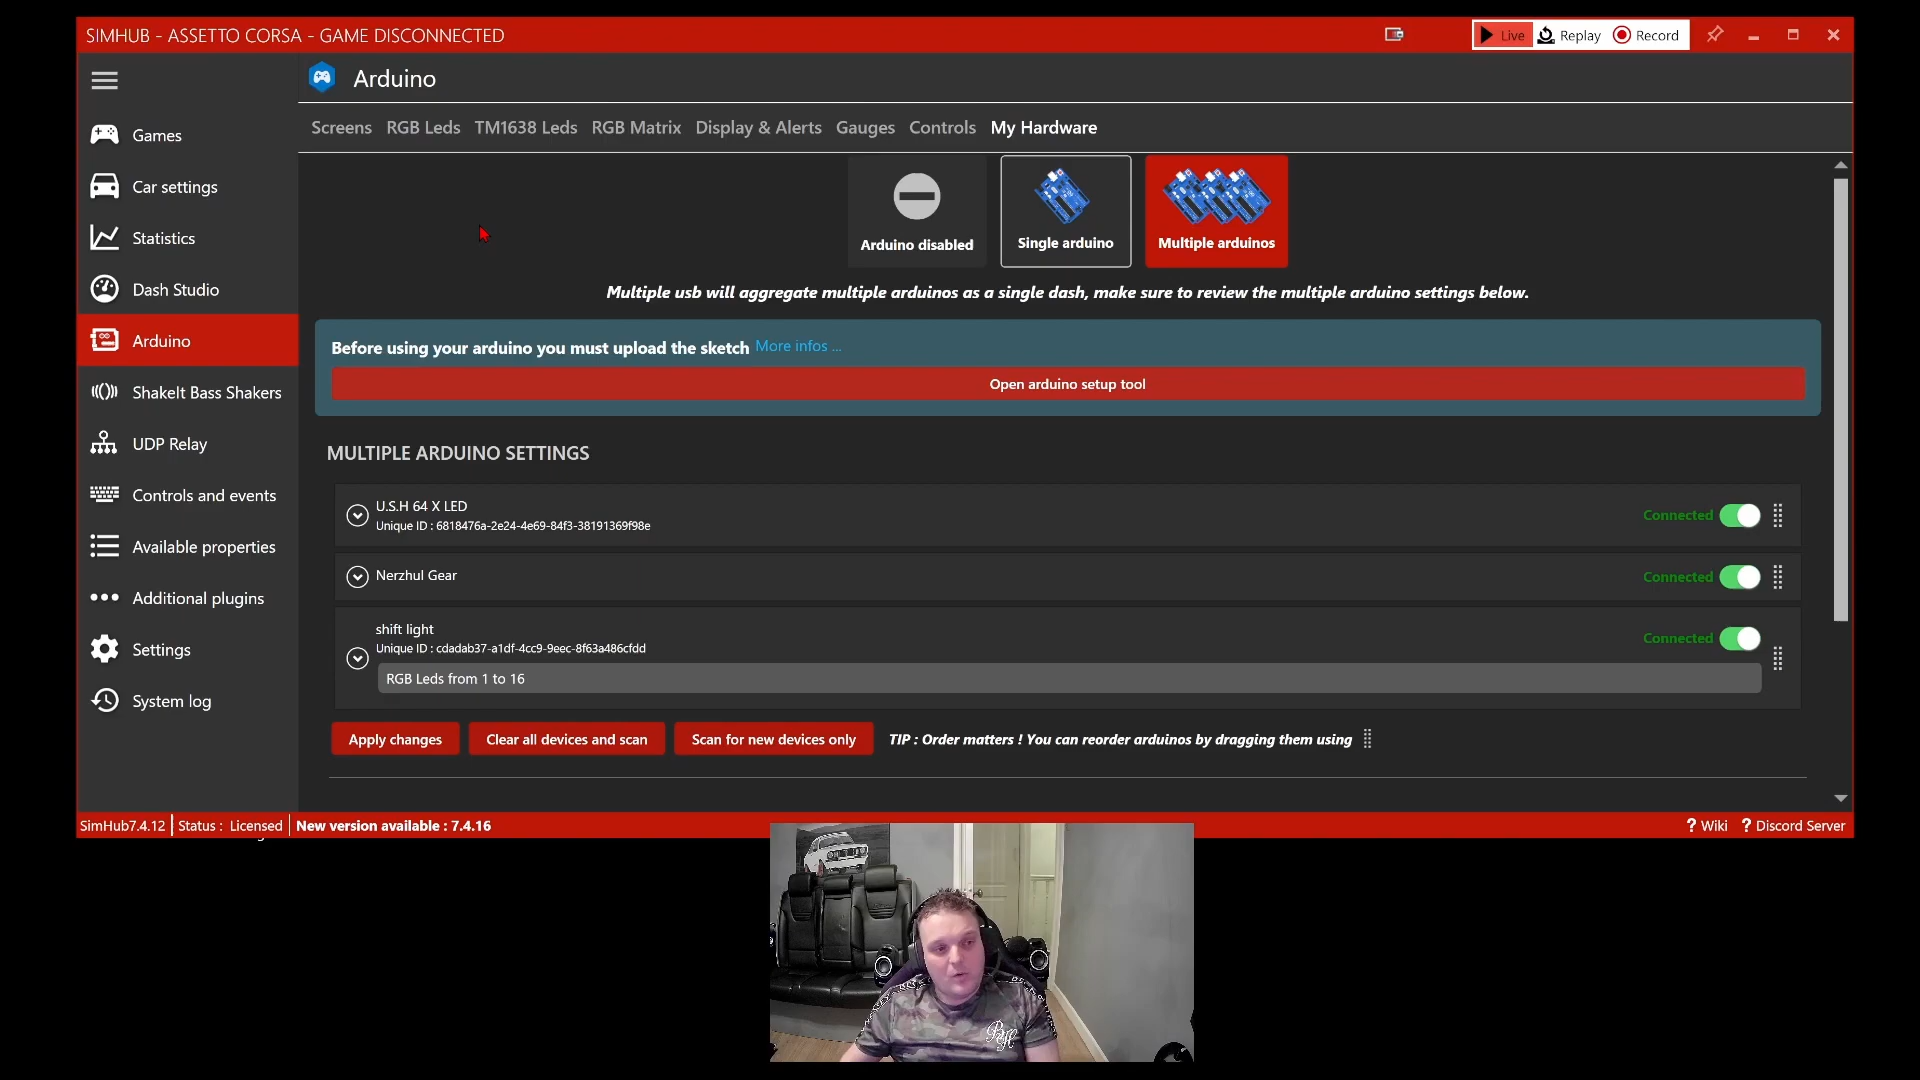 SIMHUB - ASSETTO CORSA - GAME DISCONNECTED
Live Replay Record
Arduino
Screens RGB Leds TM1638 Leds RGB Matrix Display & Alerts Gauges Controls My Hardware
Games
Car settings
Statistics
Dash Studio
Arduino
ShakeIt Bass Shakers
UDP Relay
Controls and events
Available properties
Additional plugins
Settings
System log
Arduino disabled
Single arduino
Multiple arduinos
Multiple usb will aggregate multiple arduinos as a single dash, make sure to review the multiple arduino settings below.
Before using your arduino you must upload the sketch More infos ...
Open arduino setup tool
MULTIPLE ARDUINO SETTINGS
U.S.H 64 X LED
Unique ID : 6818476a-2e24-4e69-84f3-38191369f98e
Connected
Nerzhul Gear
Connected
shift light
Unique ID : cdadab37-a1df-4cc9-9eec-8f63a486cfdd
Connected
RGB Leds from 1 to 16
Apply changes Clear all devices and scan Scan for new devices only TIP : Order matters ! You can reorder arduinos by dragging them using
SimHub7.4.12 Status : Licensed New version available : 7.4.16 ? Wiki ? Discord Server